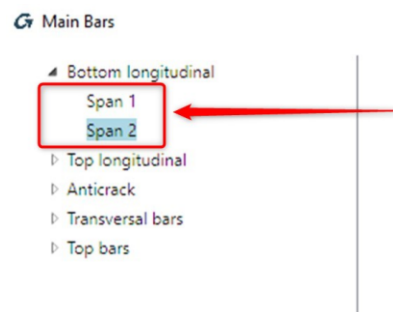 Main Bars
Bottom longitudinal
Span 1
Span 2
Top longitudinal
Anticrack
Transversal bars
Top bars